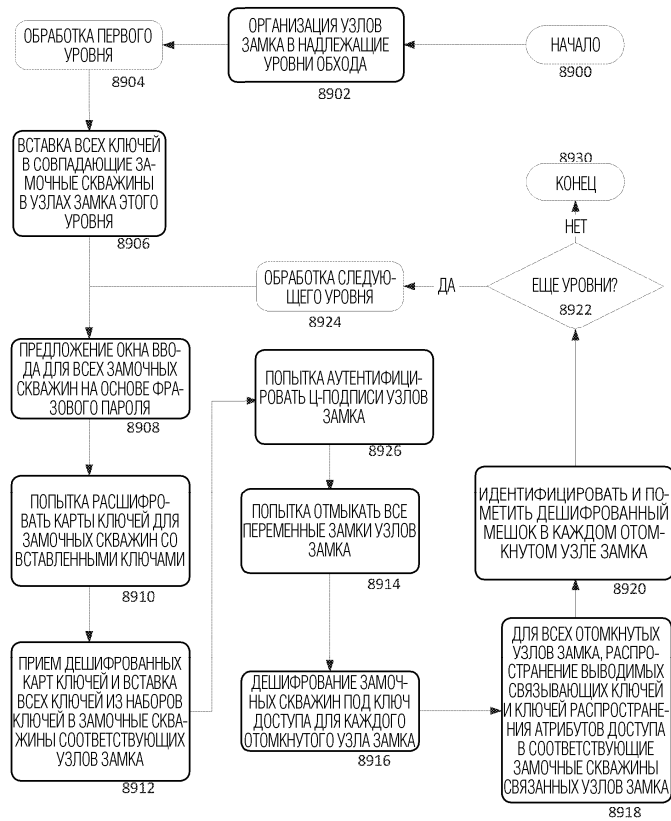 НАЧАЛО
8900
ОРГАНИЗАЦИЯ УЗЛОВ
ЗАМКА В НАДЛЕЖАЩИЕ
УРОВНИ ОБХОДА
8902
ОБРАБОТКА ПЕРВОГО
УРОВНЯ
8904
ВСТАВКА ВСЕХ КЛЮЧЕЙ
В СОВПАДАЮЩИЕ ЗА-
МОЧНЫЕ СКВАЖИНЫ
В УЗЛАХ ЗАМКА ЭТОГО
УРОВНЯ
8906
ПРЕДЛОЖЕНИЕ ОКНА ВВО-
ДА ДЛЯ ВСЕХ ЗАМОЧНЫХ
СКВАЖИН НА ОСНОВЕ ФРА-
ЗОВОГО ПАРОЛЯ
8908
ПОПЫТКА РАСШИФРО-
ВАТЬ КАРТЫ КЛЮЧЕЙ ДЛЯ
ЗАМОЧНЫХ СКВАЖИН СО
ВСТАВЛЕННЫМИ КЛЮЧАМИ
8910
ПРИЕМ ДЕШИФРОВАННЫХ
КАРТ КЛЮЧЕЙ И ВСТАВКА
ВСЕХ КЛЮЧЕЙ ИЗ НАБОРОВ
КЛЮЧЕЙ В ЗАМОЧНЫЕ СКВА-
ЖИНЫ СООТВЕТСТВУЮЩИХ
УЗЛОВ ЗАМКА
8912
ПОПЫТКА АУТЕНТИФИЦИ-
РОВАТЬ Ц-ПОДПИСИ УЗЛОВ
ЗАМКА
8926
ПОПЫТКА ОТМЫКАТЬ ВСЕ
ПЕРЕМЕННЫЕ ЗАМКИ УЗЛОВ
ЗАМКА
8914
ДЕШИФРОВАНИЕ ЗАМОЧ-
НЫХ СКВАЖИН ПОД КЛЮЧ
ДОСТУПА ДЛЯ КАЖДОГО
ОТОМКНУТОГО УЗЛА ЗАМКА
8916
ДЛЯ ВСЕХ ОТОМКНУТЫХ
УЗЛОВ ЗАМКА, РАСПРО-
СТРАНЕНИЕ ВЫВОДИМЫХ
СВЯЗЫВАЮЩИХ КЛЮЧЕЙ
И КЛЮЧЕЙ РАСПРОСТРАНЕ-
НИЯ АТРИБУТОВ ДОСТУПА
В СООТВЕТСТВУЮЩИЕ
ЗАМОЧНЫЕ СКВАЖИНЫ
СВЯЗАННЫХ УЗЛОВ ЗАМКА
8918
ИДЕНТИФИЦИРОВАТЬ И ПО-
МЕТИТЬ ДЕШИФРОВАННЫЙ
МЕШОК В КАЖДОМ ОТОМ-
КНУТОМ УЗЛЕ ЗАМКА
8920
ЕЩЕ УРОВНИ?
8922
ДА
ОБРАБОТКА СЛЕДУЮ-
ЩЕГО УРОВНЯ
8924
НЕТ
8930
КОНЕЦ